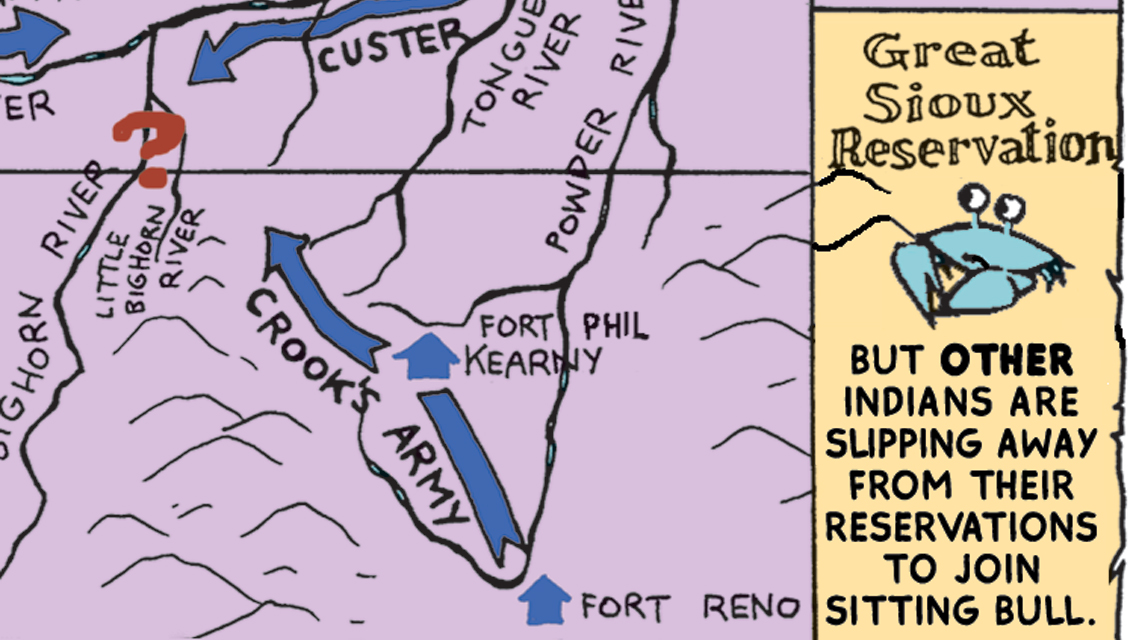 CUSTER
TONGUE
RIVER
POWDER RIVE
ER
?
RIVER
LITTLE
BIGHORN
RIVER
BIGHORN
CROOK'S
ARMY
FORT PHIL
KEARNY
FORT RENO
Great
Sioux
Reservation
BUT OTHER
INDIANS ARE
SLIPPING AWAY
FROM THEIR
RESERVATIONS
TO JOIN
SITTING BULL.